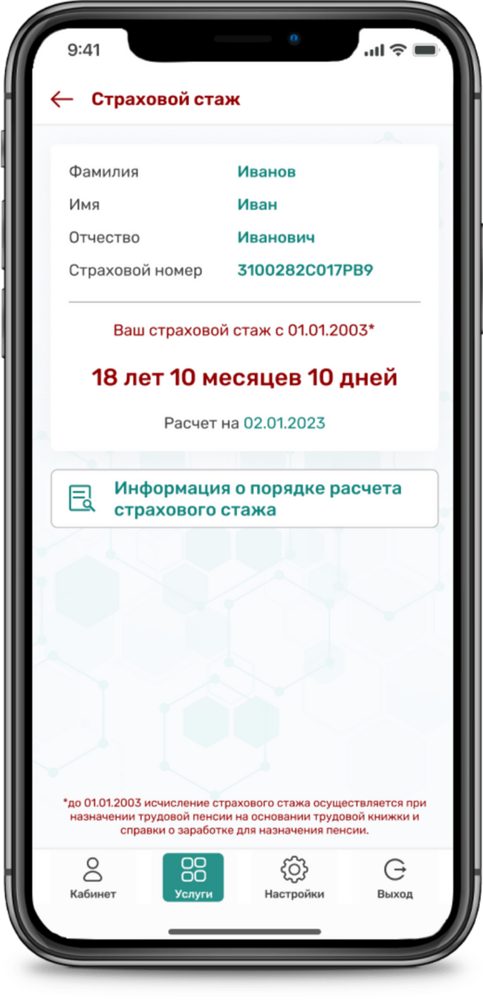 9:41
Страховой стаж
Фамилия Иванов
Имя Иван
Отчество Иванович
Страховой номер 3100282C017PB9
Ваш страховой стаж с 01.01.2003*
18 лет 10 месяцев 10 дней
Расчет на 02.01.2023
Информация о порядке расчета
страхового стажа
*до 01.01.2003 исчисление страхового стажа осуществляется при
назначении трудовой пенсии на основании трудовой книжки и
справки о заработке для назначения пенсии.
Кабинет Услуги Настройки Выход